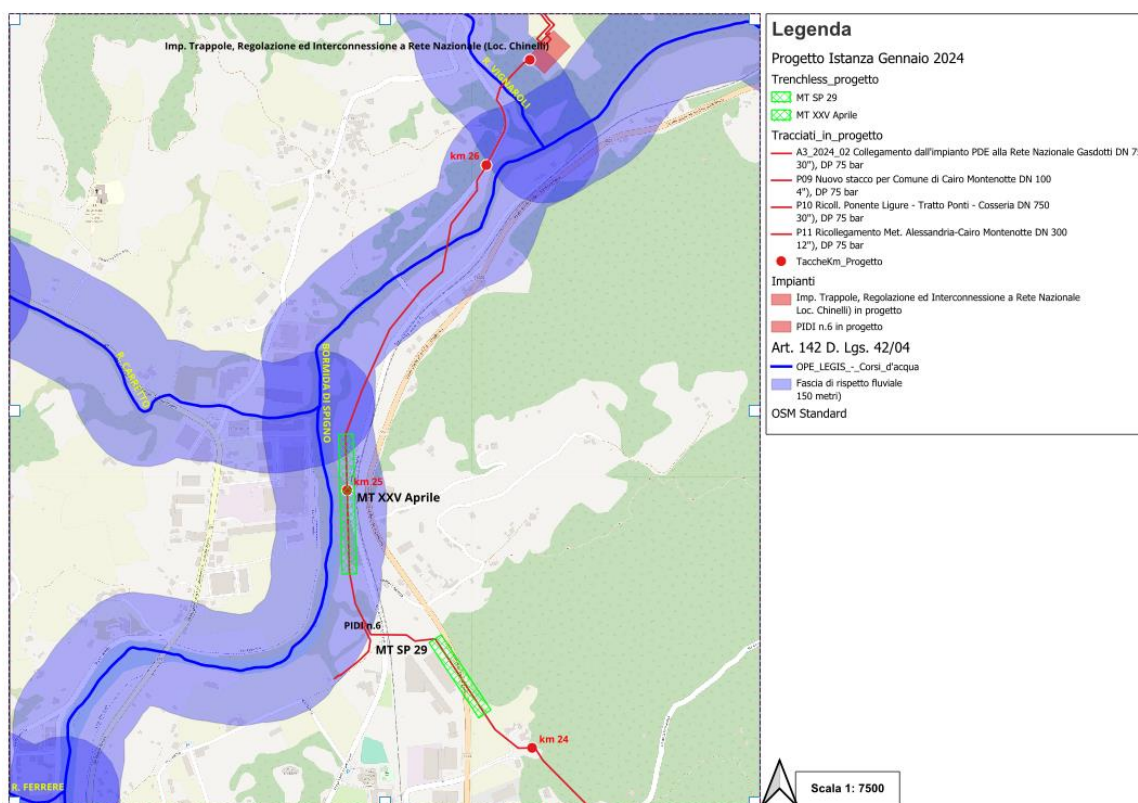 Imp. Trappole, Regolazione ed Interconnessione a Rete Nazionale (Loc. Chinelli)
R. VIGNAROLI
km 26
R. CARRETTO
BORMIDA DI SPIGNO
km 25
MT XXV Aprile
PIDI n.6
MT SP 29
km 24
R. FERRERE
Legenda
Progetto Istanza Gennaio 2024
Trenchless_progetto
MT SP 29
MT XXV Aprile
Tracciati_in_progetto
A3_2024_02 Collegamento dall'impianto PDE alla Rete Nazionale Gasdotti DN 7
30"), DP 75 bar
P09 Nuovo stacco per Comune di Cairo Montenotte DN 100
4"), DP 75 bar
P10 Ricoll. Ponente Ligure - Tratto Ponti - Cosseria DN 750
30"), DP 75 bar
P11 Ricollegamento Met. Alessandria-Cairo Montenotte DN 300
12"), DP 75 bar
TaccheKm_Progetto
Impianti
Imp. Trappole, Regolazione ed Interconnessione a Rete Nazionale
Loc. Chinelli) in progetto
PIDI n.6 in progetto
Art. 142 D. Lgs. 42/04
OPE_LEGIS_-_Corsi_d'acqua
Fascia di rispetto fluviale
150 metri)
OSM Standard
Scala 1: 7500